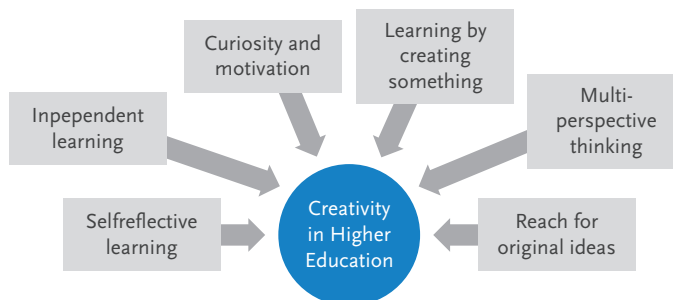 Curiosity and
motivation
Learning by
creating
something
Inpependent
learning
Multi-
perspective
thinking
Selfreflective
learning
Creativity
in Higher
Education
Reach for
original ideas